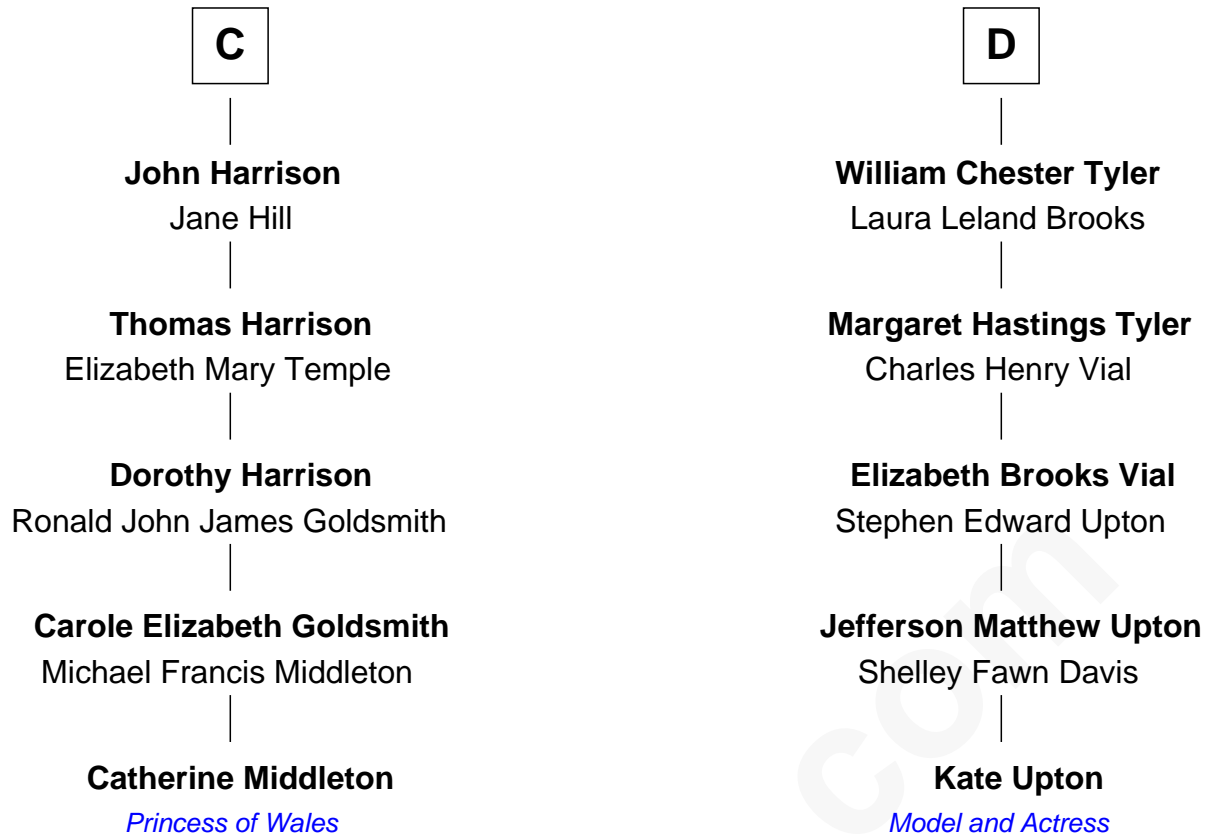 C
John Harrison
Jane Hill
Thomas Harrison
Elizabeth Mary Temple
Dorothy Harrison
Ronald John James Goldsmith
Carole Elizabeth Goldsmith
Michael Francis Middleton
Catherine Middleton
Princess of Wales
D
William Chester Tyler
Laura Leland Brooks
Margaret Hastings Tyler
Charles Henry Vial
Elizabeth Brooks Vial
Stephen Edward Upton
Jefferson Matthew Upton
Shelley Fawn Davis
Kate Upton
Model and Actress
com